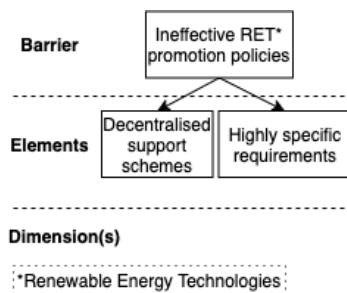 Barrier
Ineffective RET*
promotion policies
Elements
Decentralised
support
schemes
Highly specific
requirements
Dimension(s)
*Renewable Energy Technologies